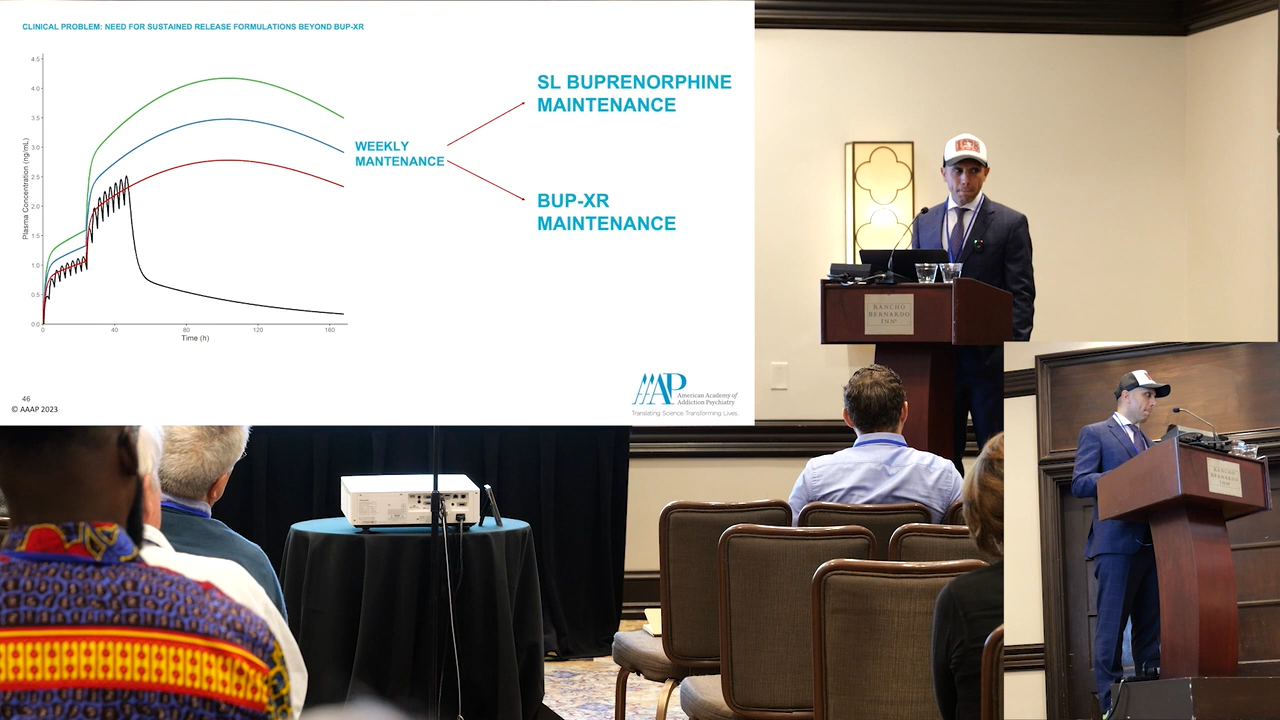 CLINICAL PROBLEM: NEED FOR SUSTAINED RELEASE FORMULATIONS BEYOND BUP-XR
4.5
4.0
3.5
3.0
2.5
2.0
1.5
1.0
0.5
0.0
Plasma Concentration (ng/mL)
0
40
80
120
160
Time (h)
WEEKLY
MANTENANCE
SL BUPRENORPHINE
MAINTENANCE
BUP-XR
MAINTENANCE
46
© AAAP 2023
AAAP
American Academy of
Addiction Psychiatry
Translating Science. Transforming Lives.
RANCHO
BERNARDO
INN
RANCHO
BERNARDO
INN